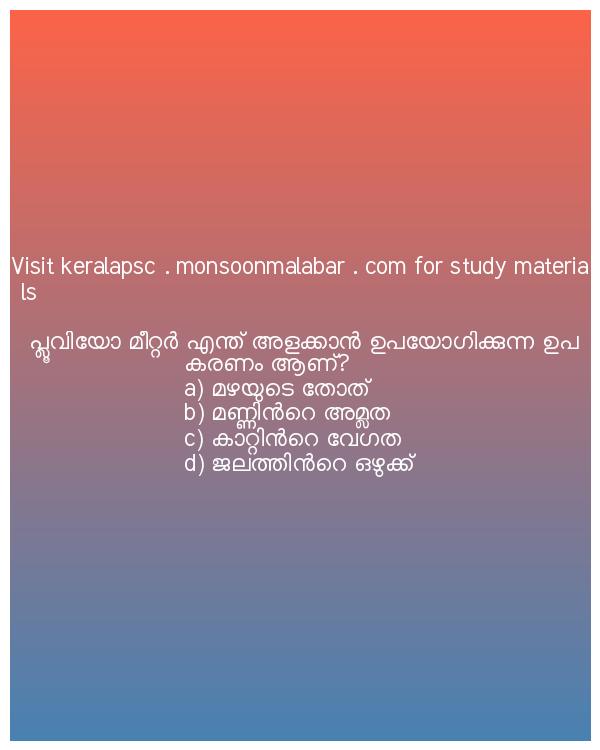 Visit keralapsc . monsoonmalabar . com for study materia
ls
പ്ലൂവിയോ മീറ്റർ എന്ത് അളക്കാൻ ഉപയോഗിക്കുന്ന ഉപ
കരണം ആണ്?
a) മഴയുടെ തോത്
b) മണ്ണിൻറെ അമ്ലത
c) കാറ്റിൻറെ വേഗത
d) ജലത്തിൻറെ ഒഴുക്ക്